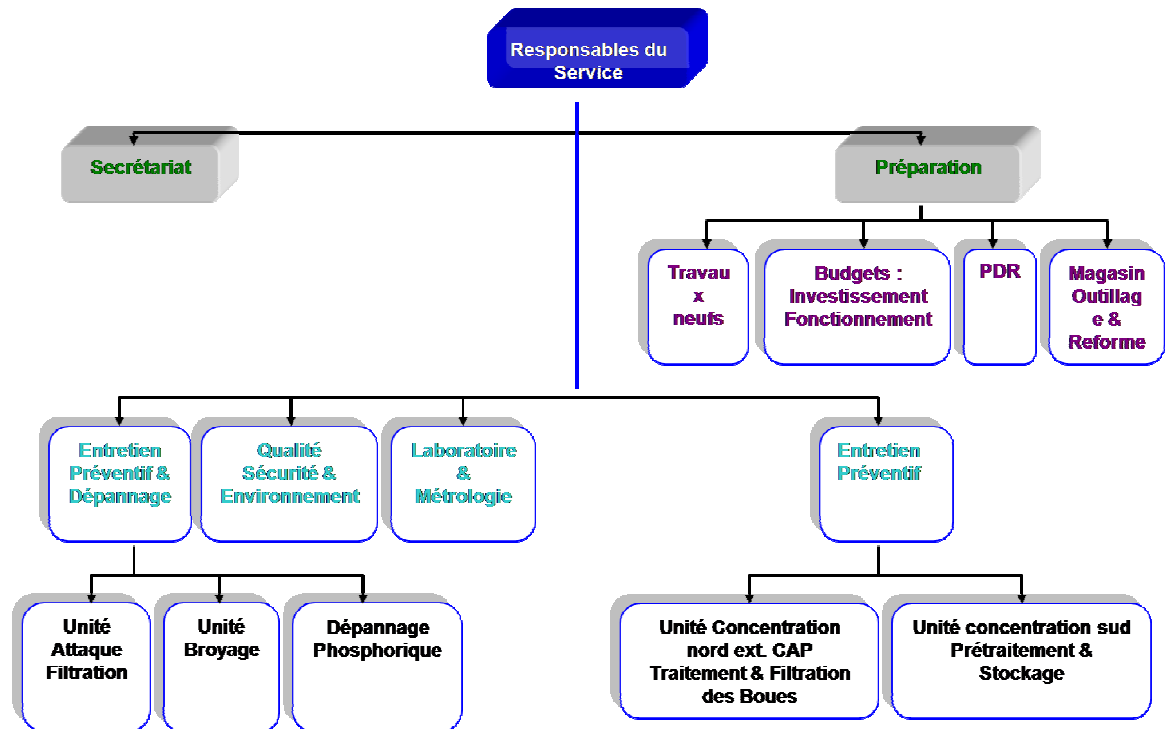 Responsables du
Service
Secrétariat
Préparation
Travau
x
neufs
Budgets :
Investissement
Fonctionnement
PDR
Magasin
Outillag
e &
Reforme
Entretien
Préventif &
Dépannage
Qualité
Sécurité &
Environnement
Laboratoire
&
Métrologie
Entretien
Préventif
Unité
Attaque
Filtration
Unité
Broyage
Dépannage
Phosphorique
Unité Concentration
nord ext. CAP
Traitement & Filtration
des Boues
Unité concentration sud
Prétraitement &
Stockage